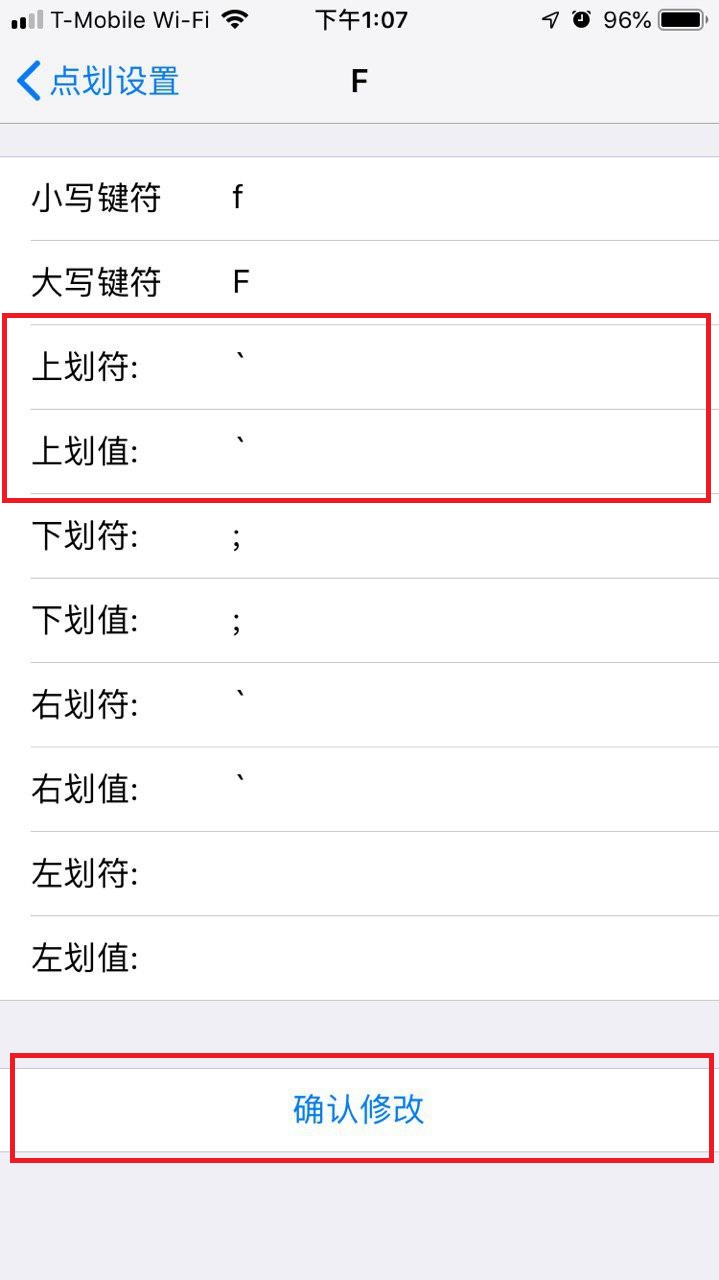 T-Mobile Wi-Fi 下午1:07 96%
点划设置 F
小写键符 f
大写键符 F
上划符: `
上划值: `
下划符: ;
下划值: ;
右划符: `
右划值: `
左划符:
左划值:
确认修改